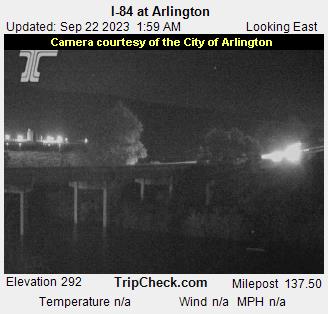 I-84 at Arlington
Updated: Sep 22 2023 1:59 AM Looking East
Camera courtesy of the City of Arlington
Elevation 292 TripCheck.com Milepost 137.50
Temperature n/a Wind n/a MPH n/a